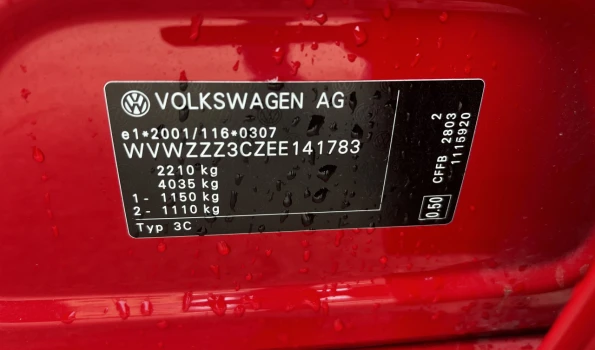 VOLKSWAGEN AG
e1*2001/116*0307
WVWZZZ3CZEE141783
2210 kg
4035 kg
1 - 1150 kg
2 - 1110 kg
Typ 3C
2
CFFB 2803
1115920
0.50